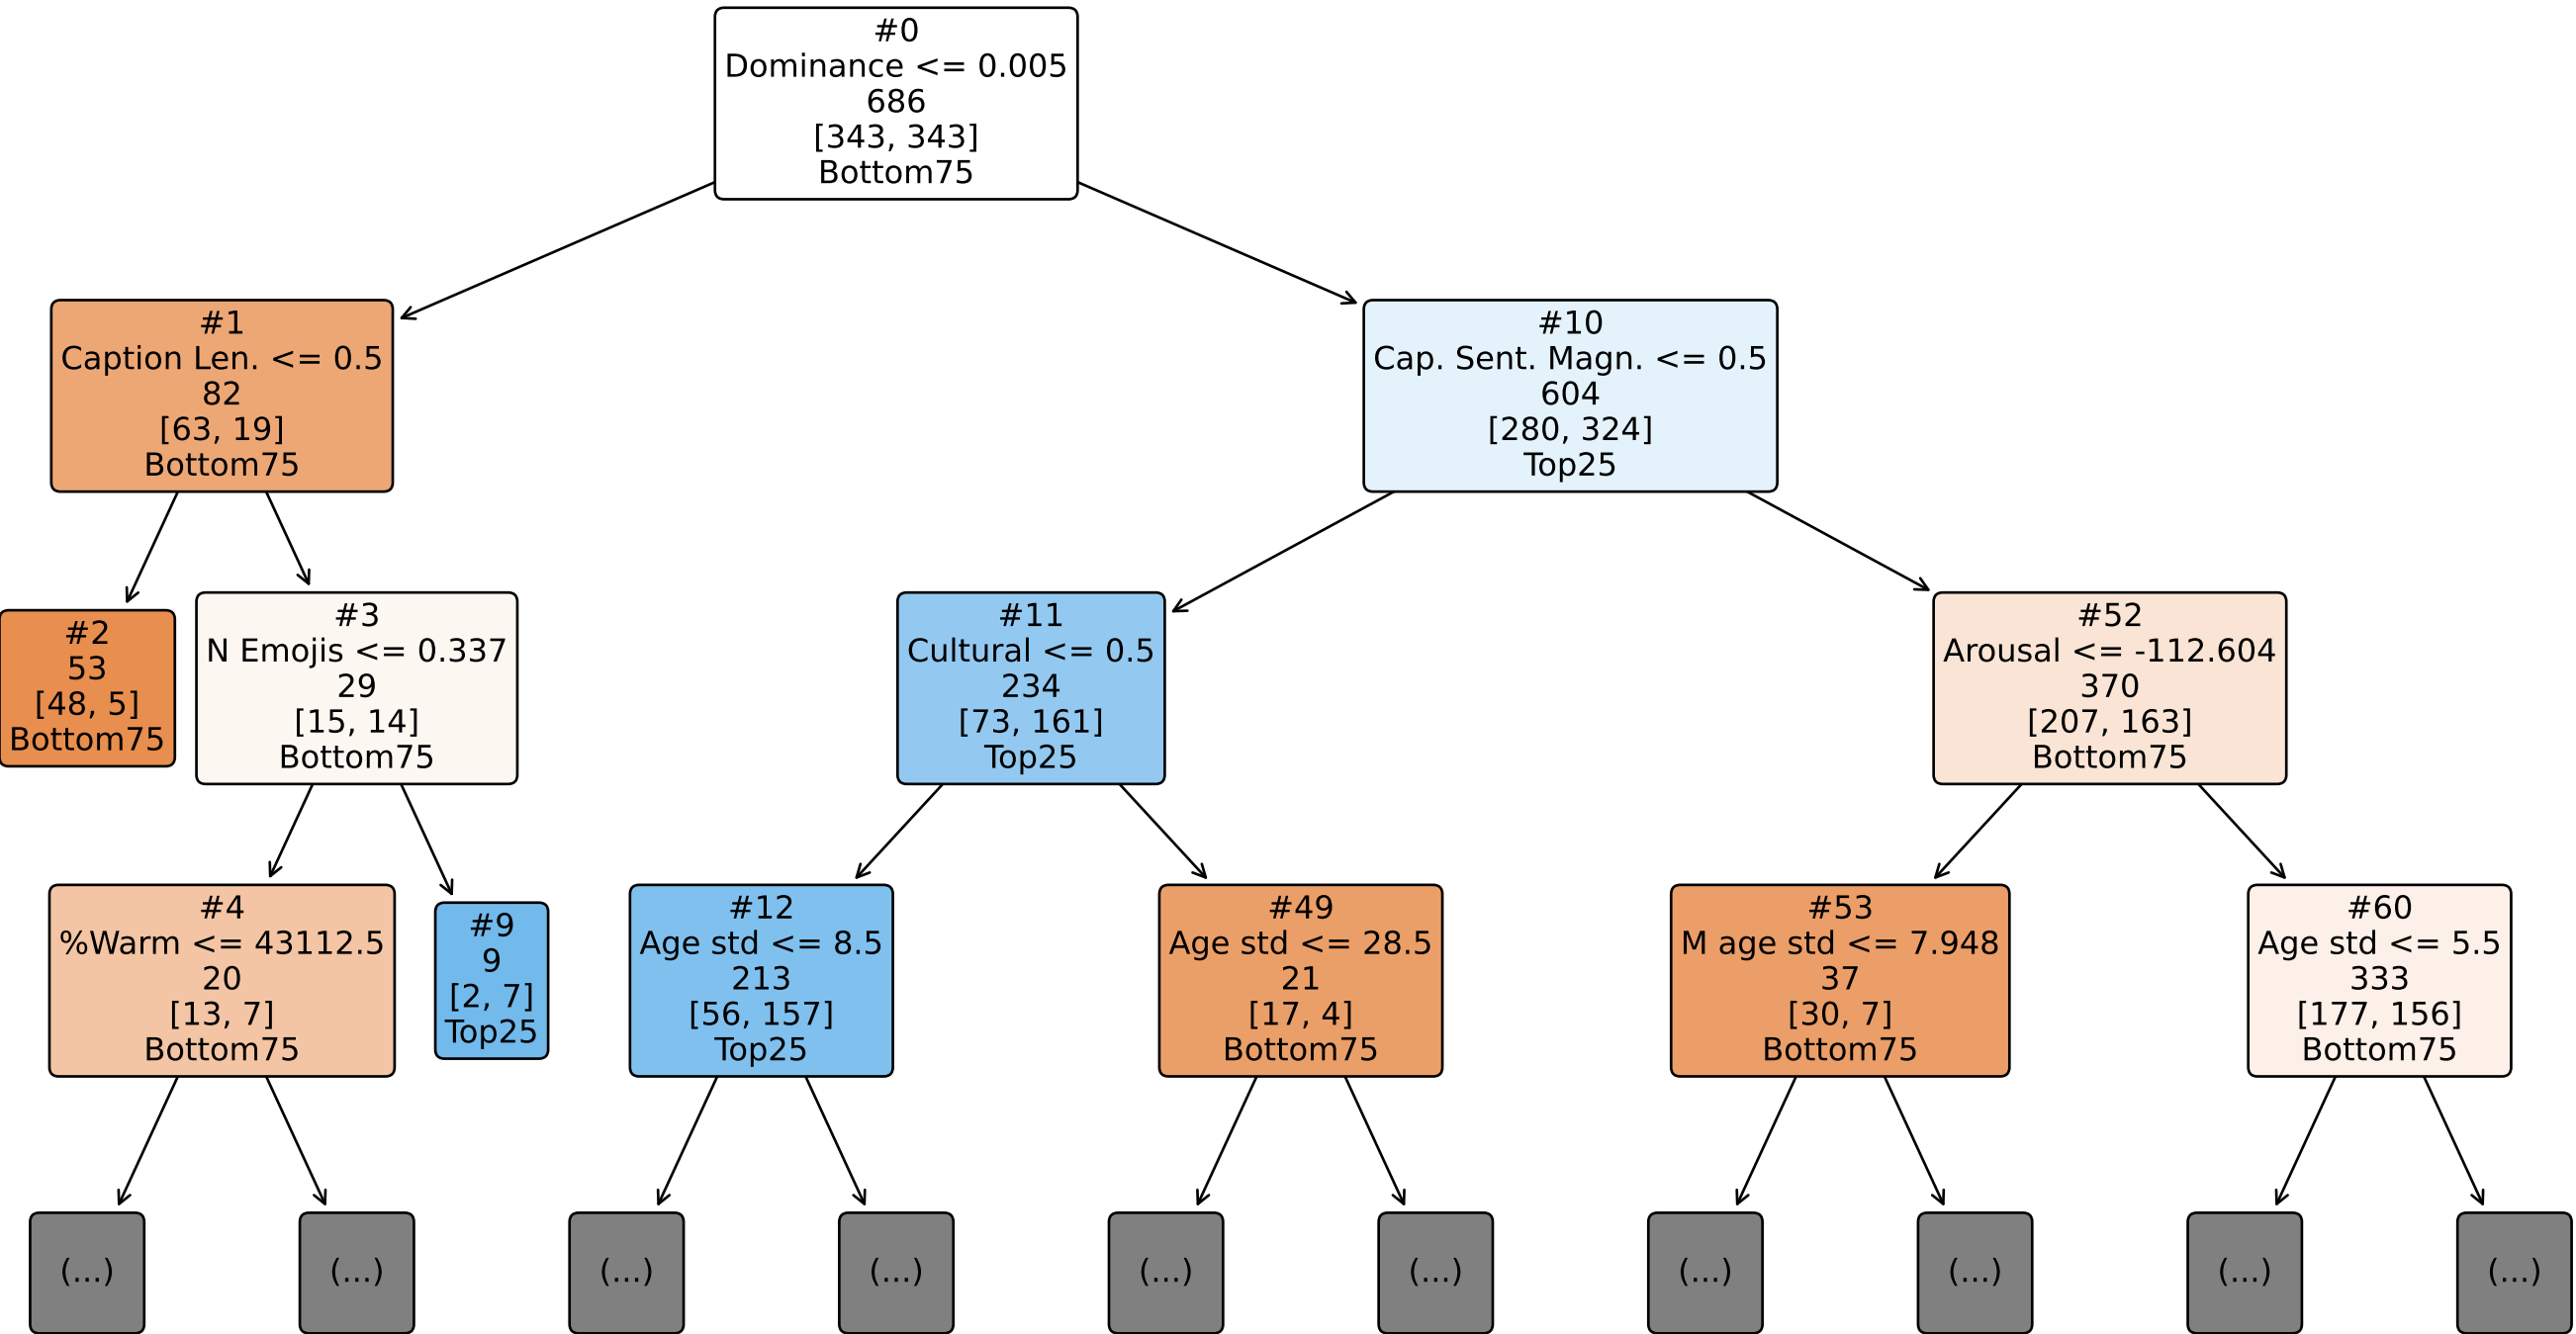 #0
Dominance <= 0.005
686
[343, 343]
Bottom75
#1
Caption Len. <= 0.5
82
[63, 19]
Bottom75
#10
Cap. Sent. Magn. <= 0.5
604
[280, 324]
Top25
#2
53
[48, 5]
Bottom75
#3
N Emojis <= 0.337
29
[15, 14]
Bottom75
#11
Cultural <= 0.5
234
[73, 161]
Top25
#52
Arousal <= -112.604
370
[207, 163]
Bottom75
#4
%Warm <= 43112.5
20
[13, 7]
Bottom75
#9
9
[2, 7]
Top25
#12
Age std <= 8.5
213
[56, 157]
Top25
#49
Age std <= 28.5
21
[17, 4]
Bottom75
#53
M age std <= 7.948
37
[30, 7]
Bottom75
#60
Age std <= 5.5
333
[177, 156]
Bottom75
(...)
(...)
(...)
(...)
(...)
(...)
(...)
(...)
(...)
(...)